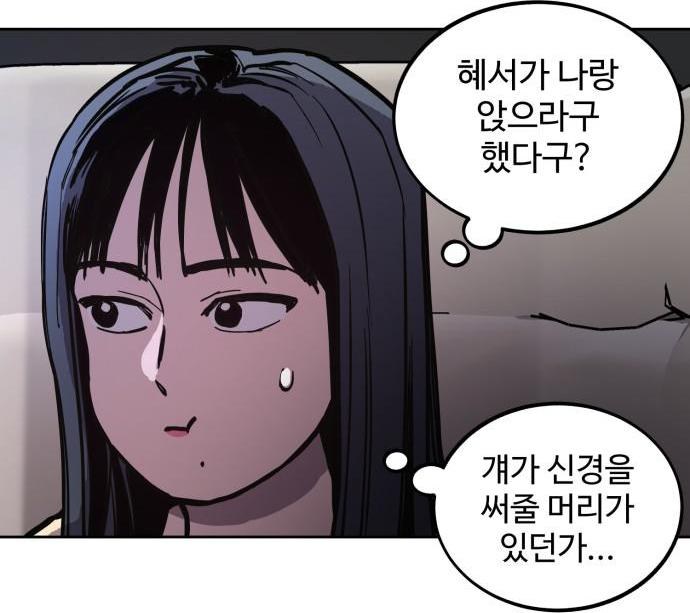 혜서가 나랑
앉으라구
했다구?
걔가 신경을
써줄 머리가
있던가...